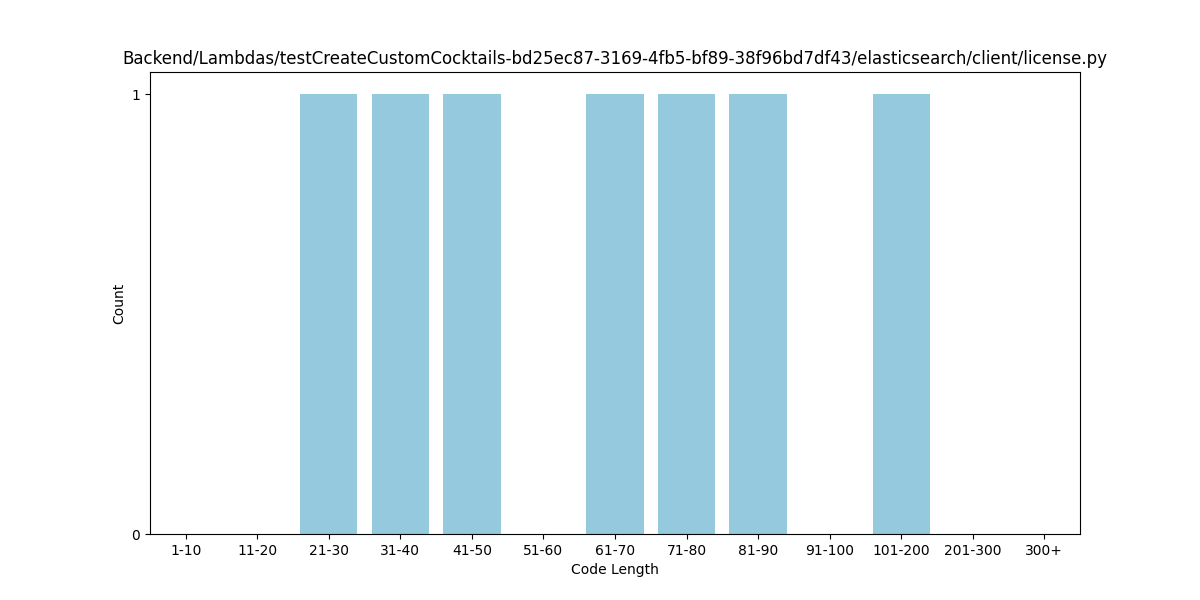 Backend/Lambdas/testCreateCustomCocktails-bd25ec87-3169-4fb5-bf89-38f96bd7df43/elasticsearch/client/license.py
1
Count
0
1-10 11-20 21-30 31-40 41-50 51-60 61-70 71-80 81-90 91-100 101-200 201-300 300+
Code Length